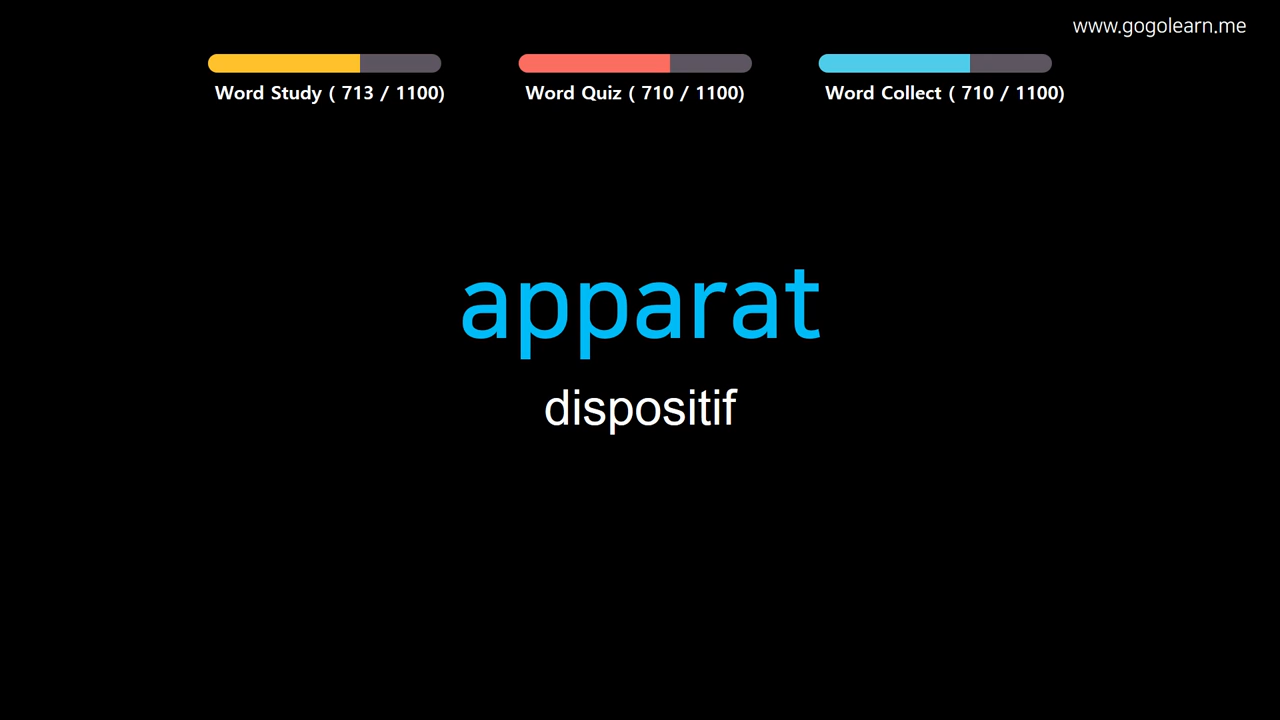 www.gogolearn.me
Word Study ( 713 / 1100)
Word Quiz ( 710 / 1100)
Word Collect ( 710 / 1100)
apparat
dispositif